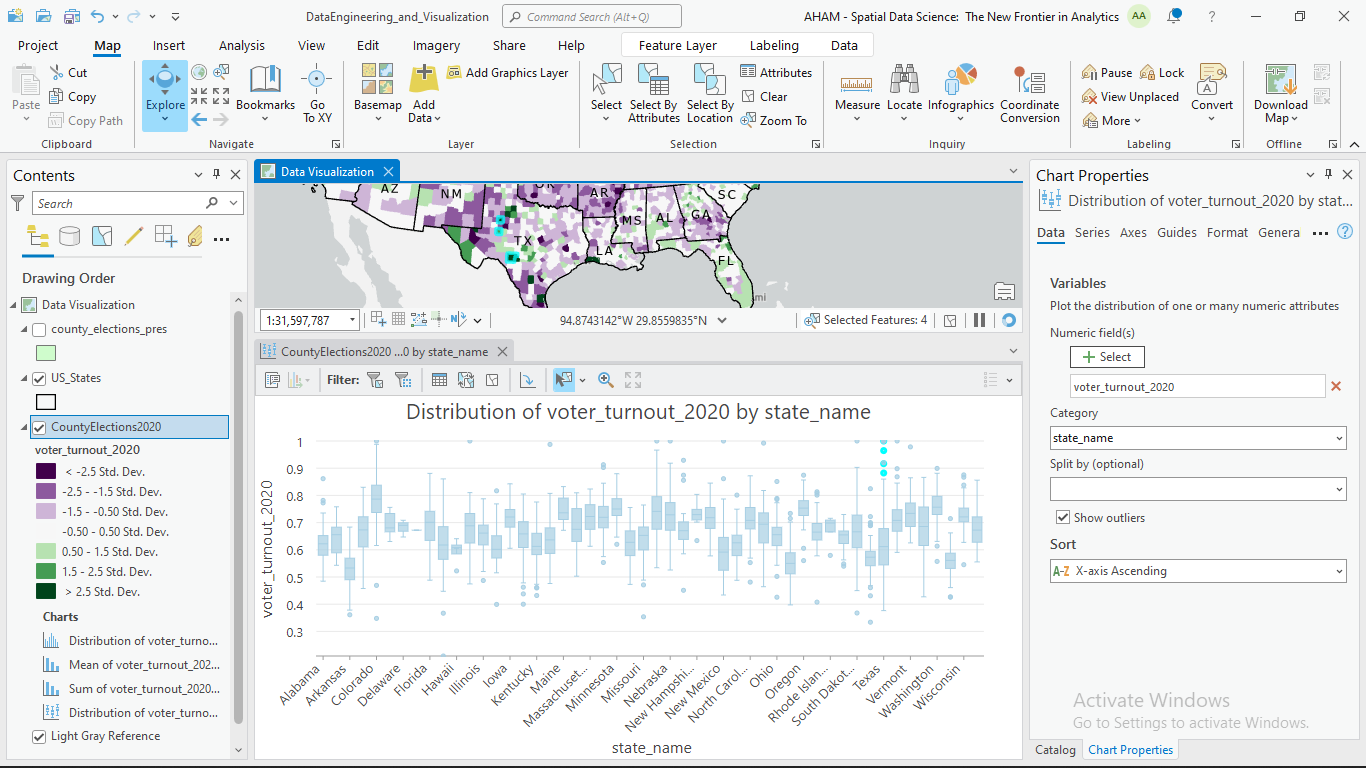 DataEngineering_and_Visualization
Command Search (Alt+Q)
AHAM - Spatial Data Science: The New Frontier in Analytics
AA
?
Project
Map
Insert
Analysis
View
Edit
Imagery
Share
Help
Feature Layer
Labeling
Data
Paste
Cut
Copy
Copy Path
Clipboard
Explore
Bookmarks
Go To XY
Navigate
Basemap
Add Data
Add Graphics Layer
Layer
Select
Select By Attributes
Select By Location
Attributes
Clear
Zoom To
Selection
Measure
Locate
Infographics
Coordinate Conversion
Inquiry
Pause
Lock
View Unplaced
More
Convert
Labeling
Download Map
Offline
Contents
Search
Drawing Order
Data Visualization
county_elections_pres
US_States
CountyElections2020
voter_turnout_2020
< -2.5 Std. Dev.
-2.5 - -1.5 Std. Dev.
-1.5 - -0.50 Std. Dev.
-0.50 - 0.50 Std. Dev.
0.50 - 1.5 Std. Dev.
1.5 - 2.5 Std. Dev.
> 2.5 Std. Dev.
Charts
Distribution of voter_turno...
Mean of voter_turnout_202...
Sum of voter_turnout_2020...
Distribution of voter_turno...
Light Gray Reference
Data Visualization
AZ
NM
AR
SC
MS
AL
GA
TX
LA
FL
mi
1:31,597,787
94.8743142°W 29.8559835°N
Selected Features: 4
CountyElections2020 ...0 by state_name
Filter:
Distribution of voter_turnout_2020 by state_name
voter_turnout_2020
1
0.9
0.8
0.7
0.6
0.5
0.4
0.3
Alabama
Arkansas
Colorado
Delaware
Florida
Hawaii
Illinois
Iowa
Kentucky
Maine
Massachuset...
Minnesota
Missouri
Nebraska
New Hampshi...
New Mexico
North Carol...
Ohio
Oregon
Rhode Islan...
South Dakot...
Texas
Vermont
Washington
Wisconsin
state_name
Chart Properties
Distribution of voter_turnout_2020 by stat...
Data
Series
Axes
Guides
Format
Genera
?
Variables
Plot the distribution of one or many numeric attributes
Numeric field(s)
Select
voter_turnout_2020
Category
state_name
Split by (optional)
Show outliers
Sort
A-Z X-axis Ascending
Activate Windows
Go to Settings to activate Windows.
Catalog
Chart Properties